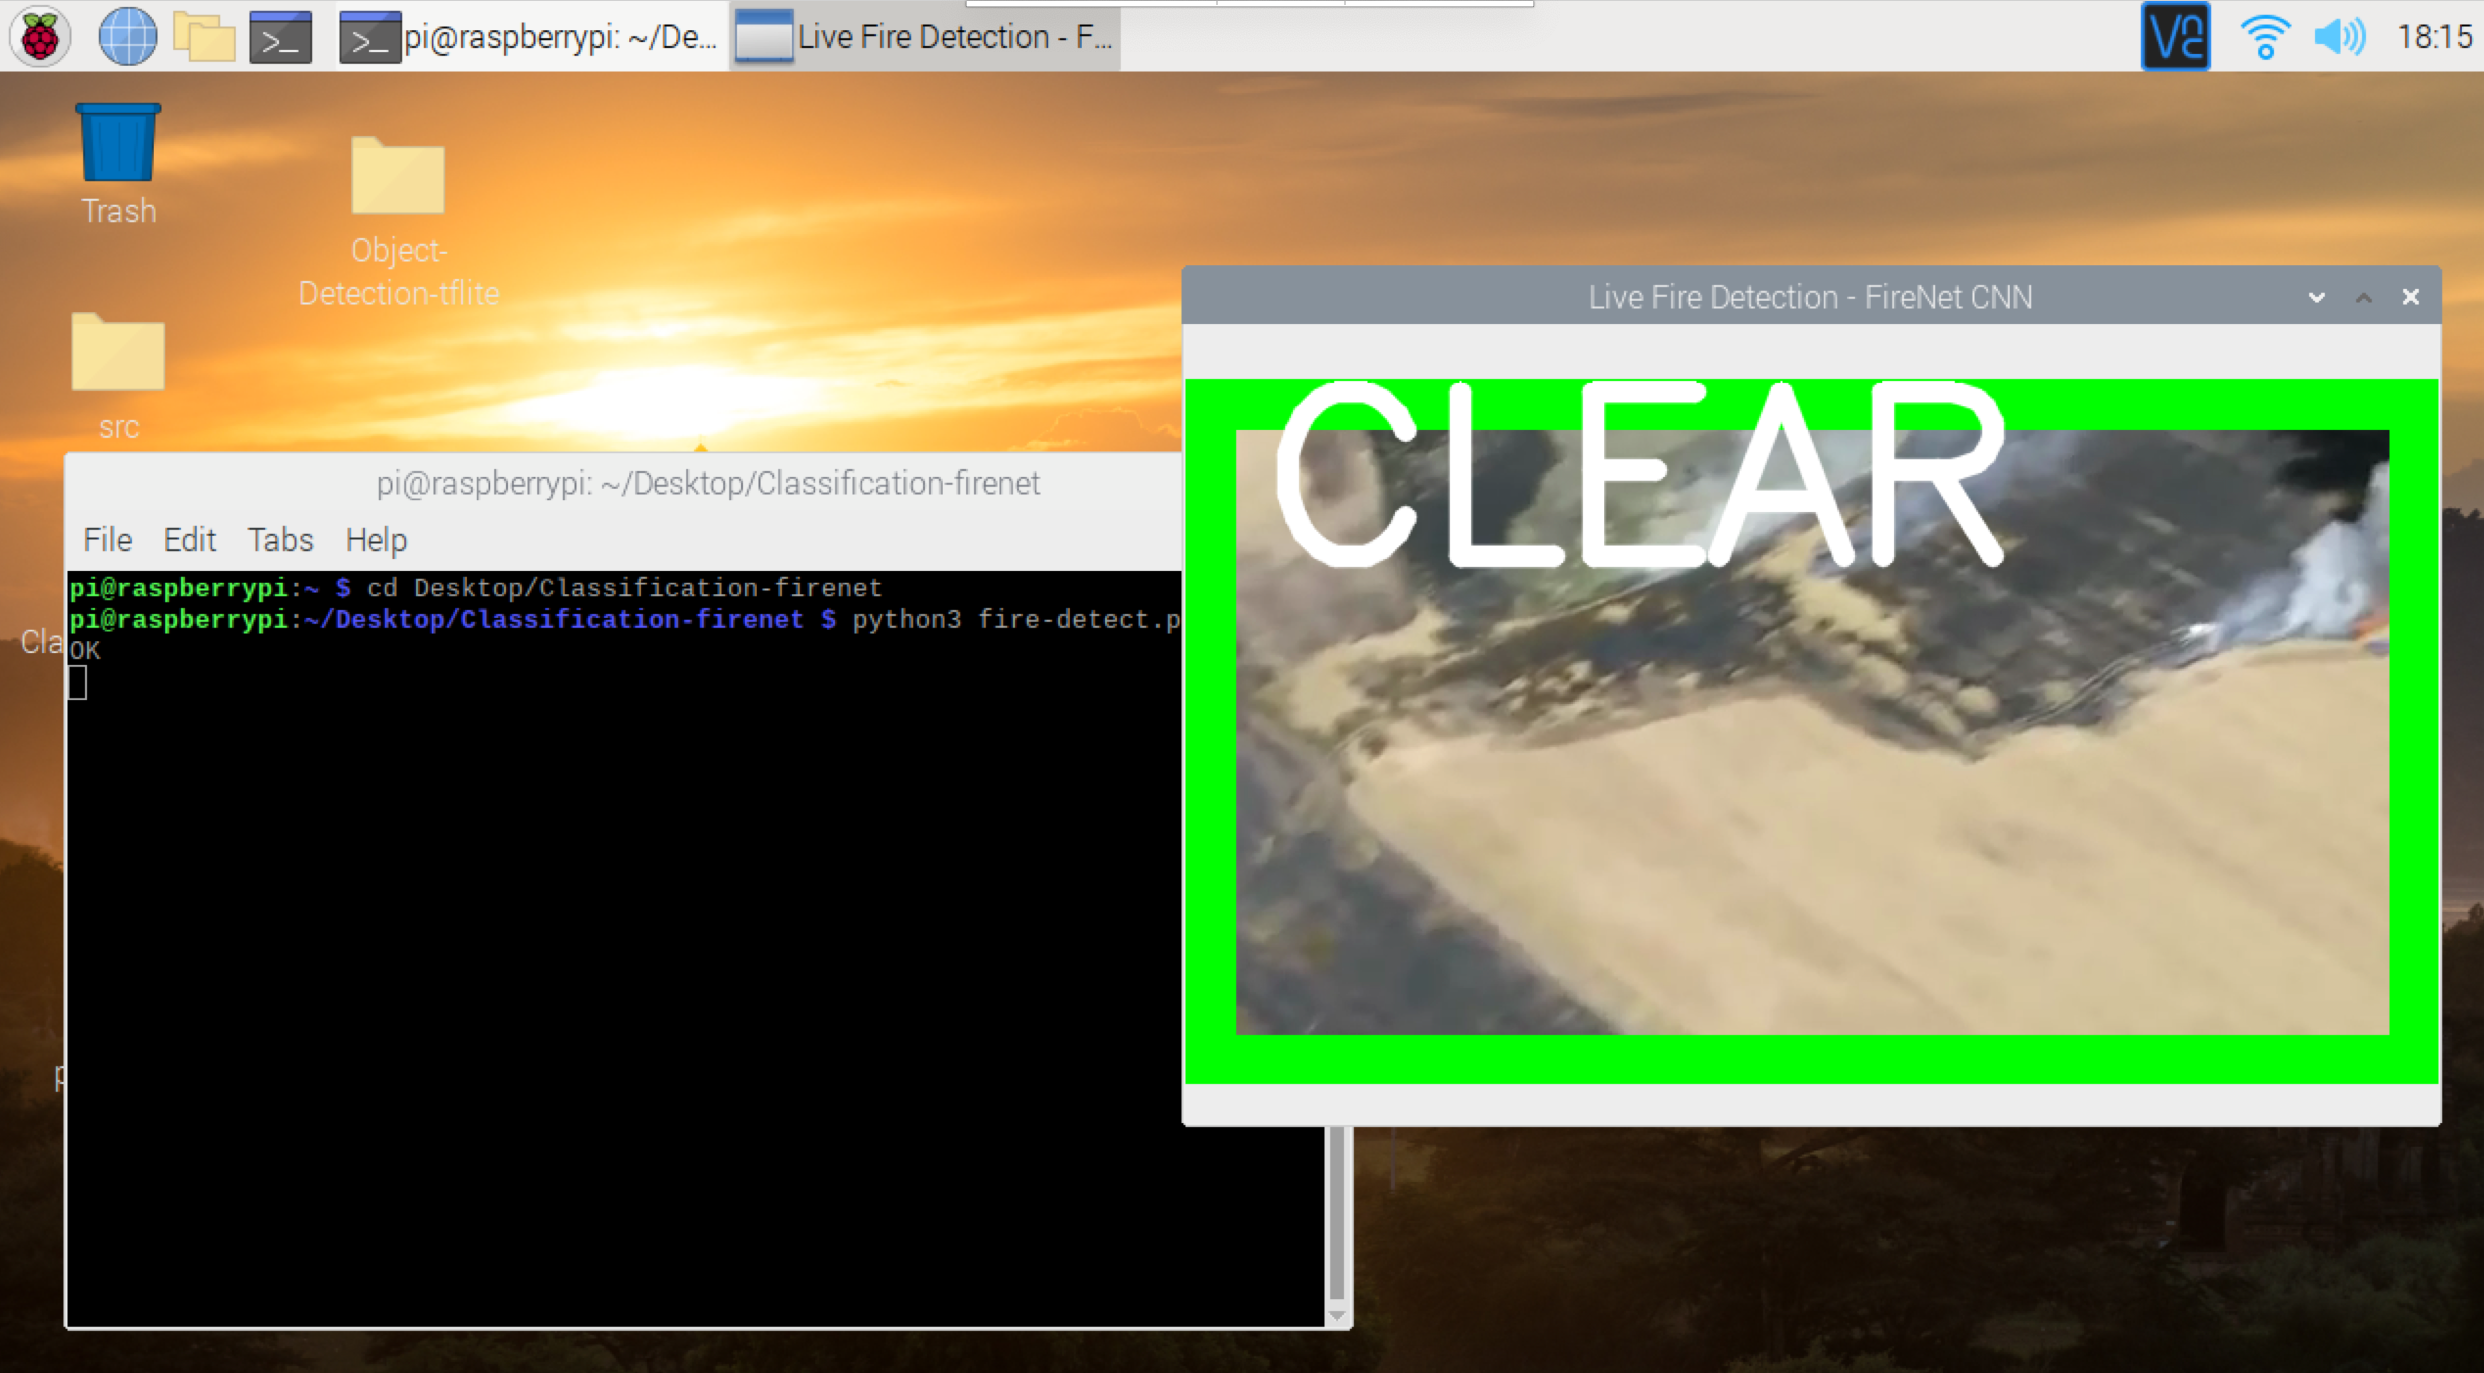 pi@raspberrypi: ~/De...
Live Fire Detection - F...
18:15
Trash
Object-
Detection-tflite
src
Live Fire Detection - FireNet CNN
CLEAR
pi@raspberrypi: ~/Desktop/Classification-firenet
File Edit Tabs Help
pi@raspberrypi:~ $ cd Desktop/Classification-firenet
pi@raspberrypi:~/Desktop/Classification-firenet $ python3 fire-detect.p
OK
Cla